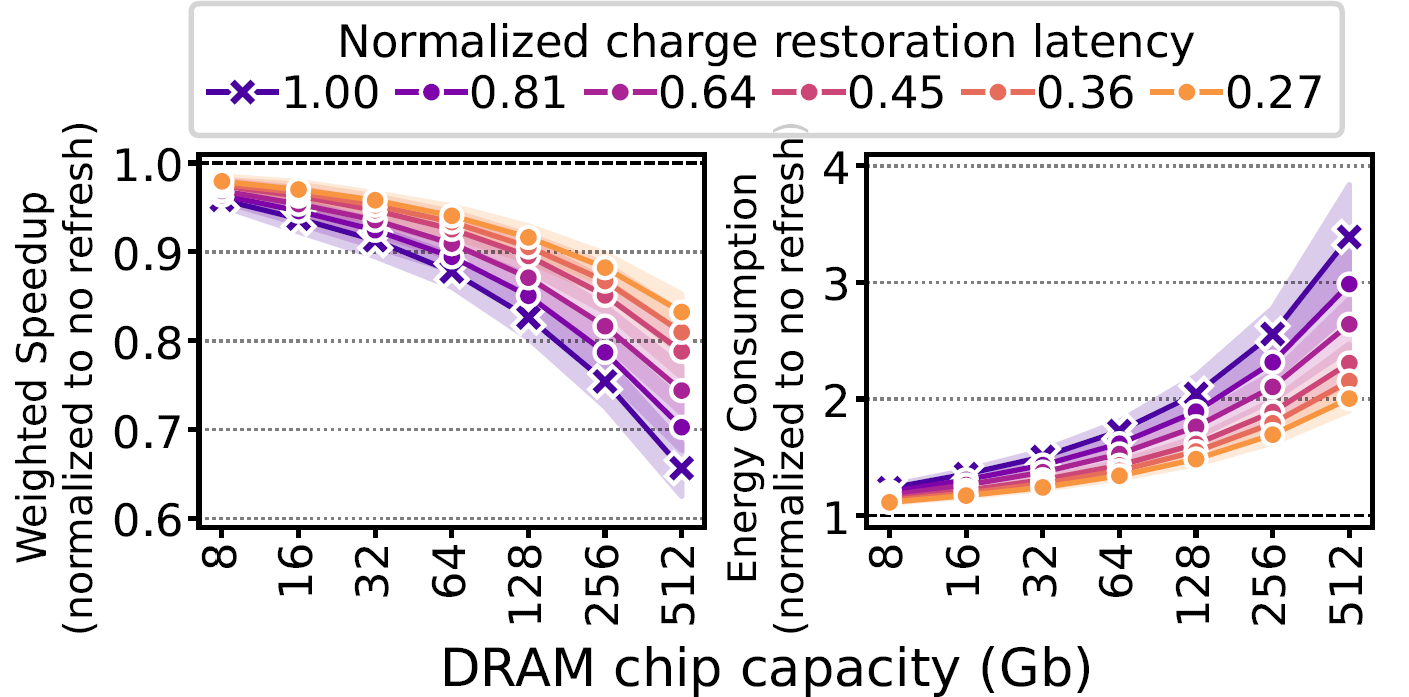 Normalized charge restoration latency
1.00 0.81 0.64 0.45 0.36 0.27
Weighted Speedup
(normalized to no refresh)
1.0
0.9
0.8
0.7
0.6
8 16 32 64 128 256 512
Energy Consumption
(normalized to no refresh)
4
3
2
1
8 16 32 64 128 256 512
DRAM chip capacity (Gb)